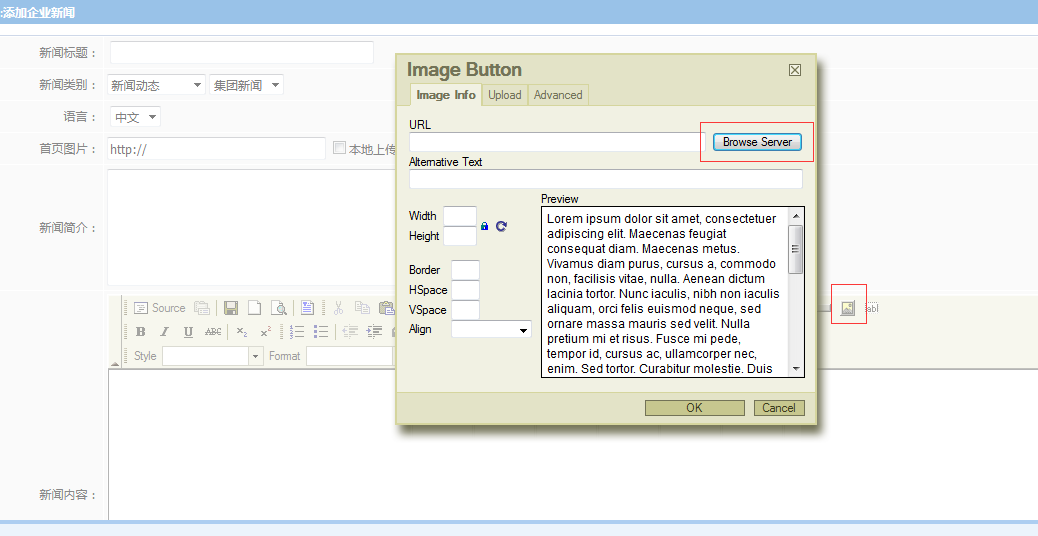 :添加企业新闻
新闻标题：
新闻类别： 新闻动态 集团新闻
语言： 中文
首页图片： http:// 本地上传
新闻简介：
Source
B I U ABC x₂ x²
Style Format
新闻内容：
Image Button
Image Info Upload Advanced
URL
Browse Server
Alternative Text
Width
Height
Border
HSpace
VSpace
Align
Preview
Lorem ipsum dolor sit amet, consectetuer
adipiscing elit. Maecenas feugiat
consequat diam. Maecenas metus.
Vivamus diam purus, cursus a, commodo
non, facilisis vitae, nulla. Aenean dictum
lacinia tortor. Nunc iaculis, nibh non iaculis
aliquam, orci felis euismod neque, sed
ornare massa mauris sed velit. Nulla
pretium mi et risus. Fusce mi pede,
tempor id, cursus ac, ullamcorper nec,
enim. Sed tortor. Curabitur molestie. Duis
OK Cancel